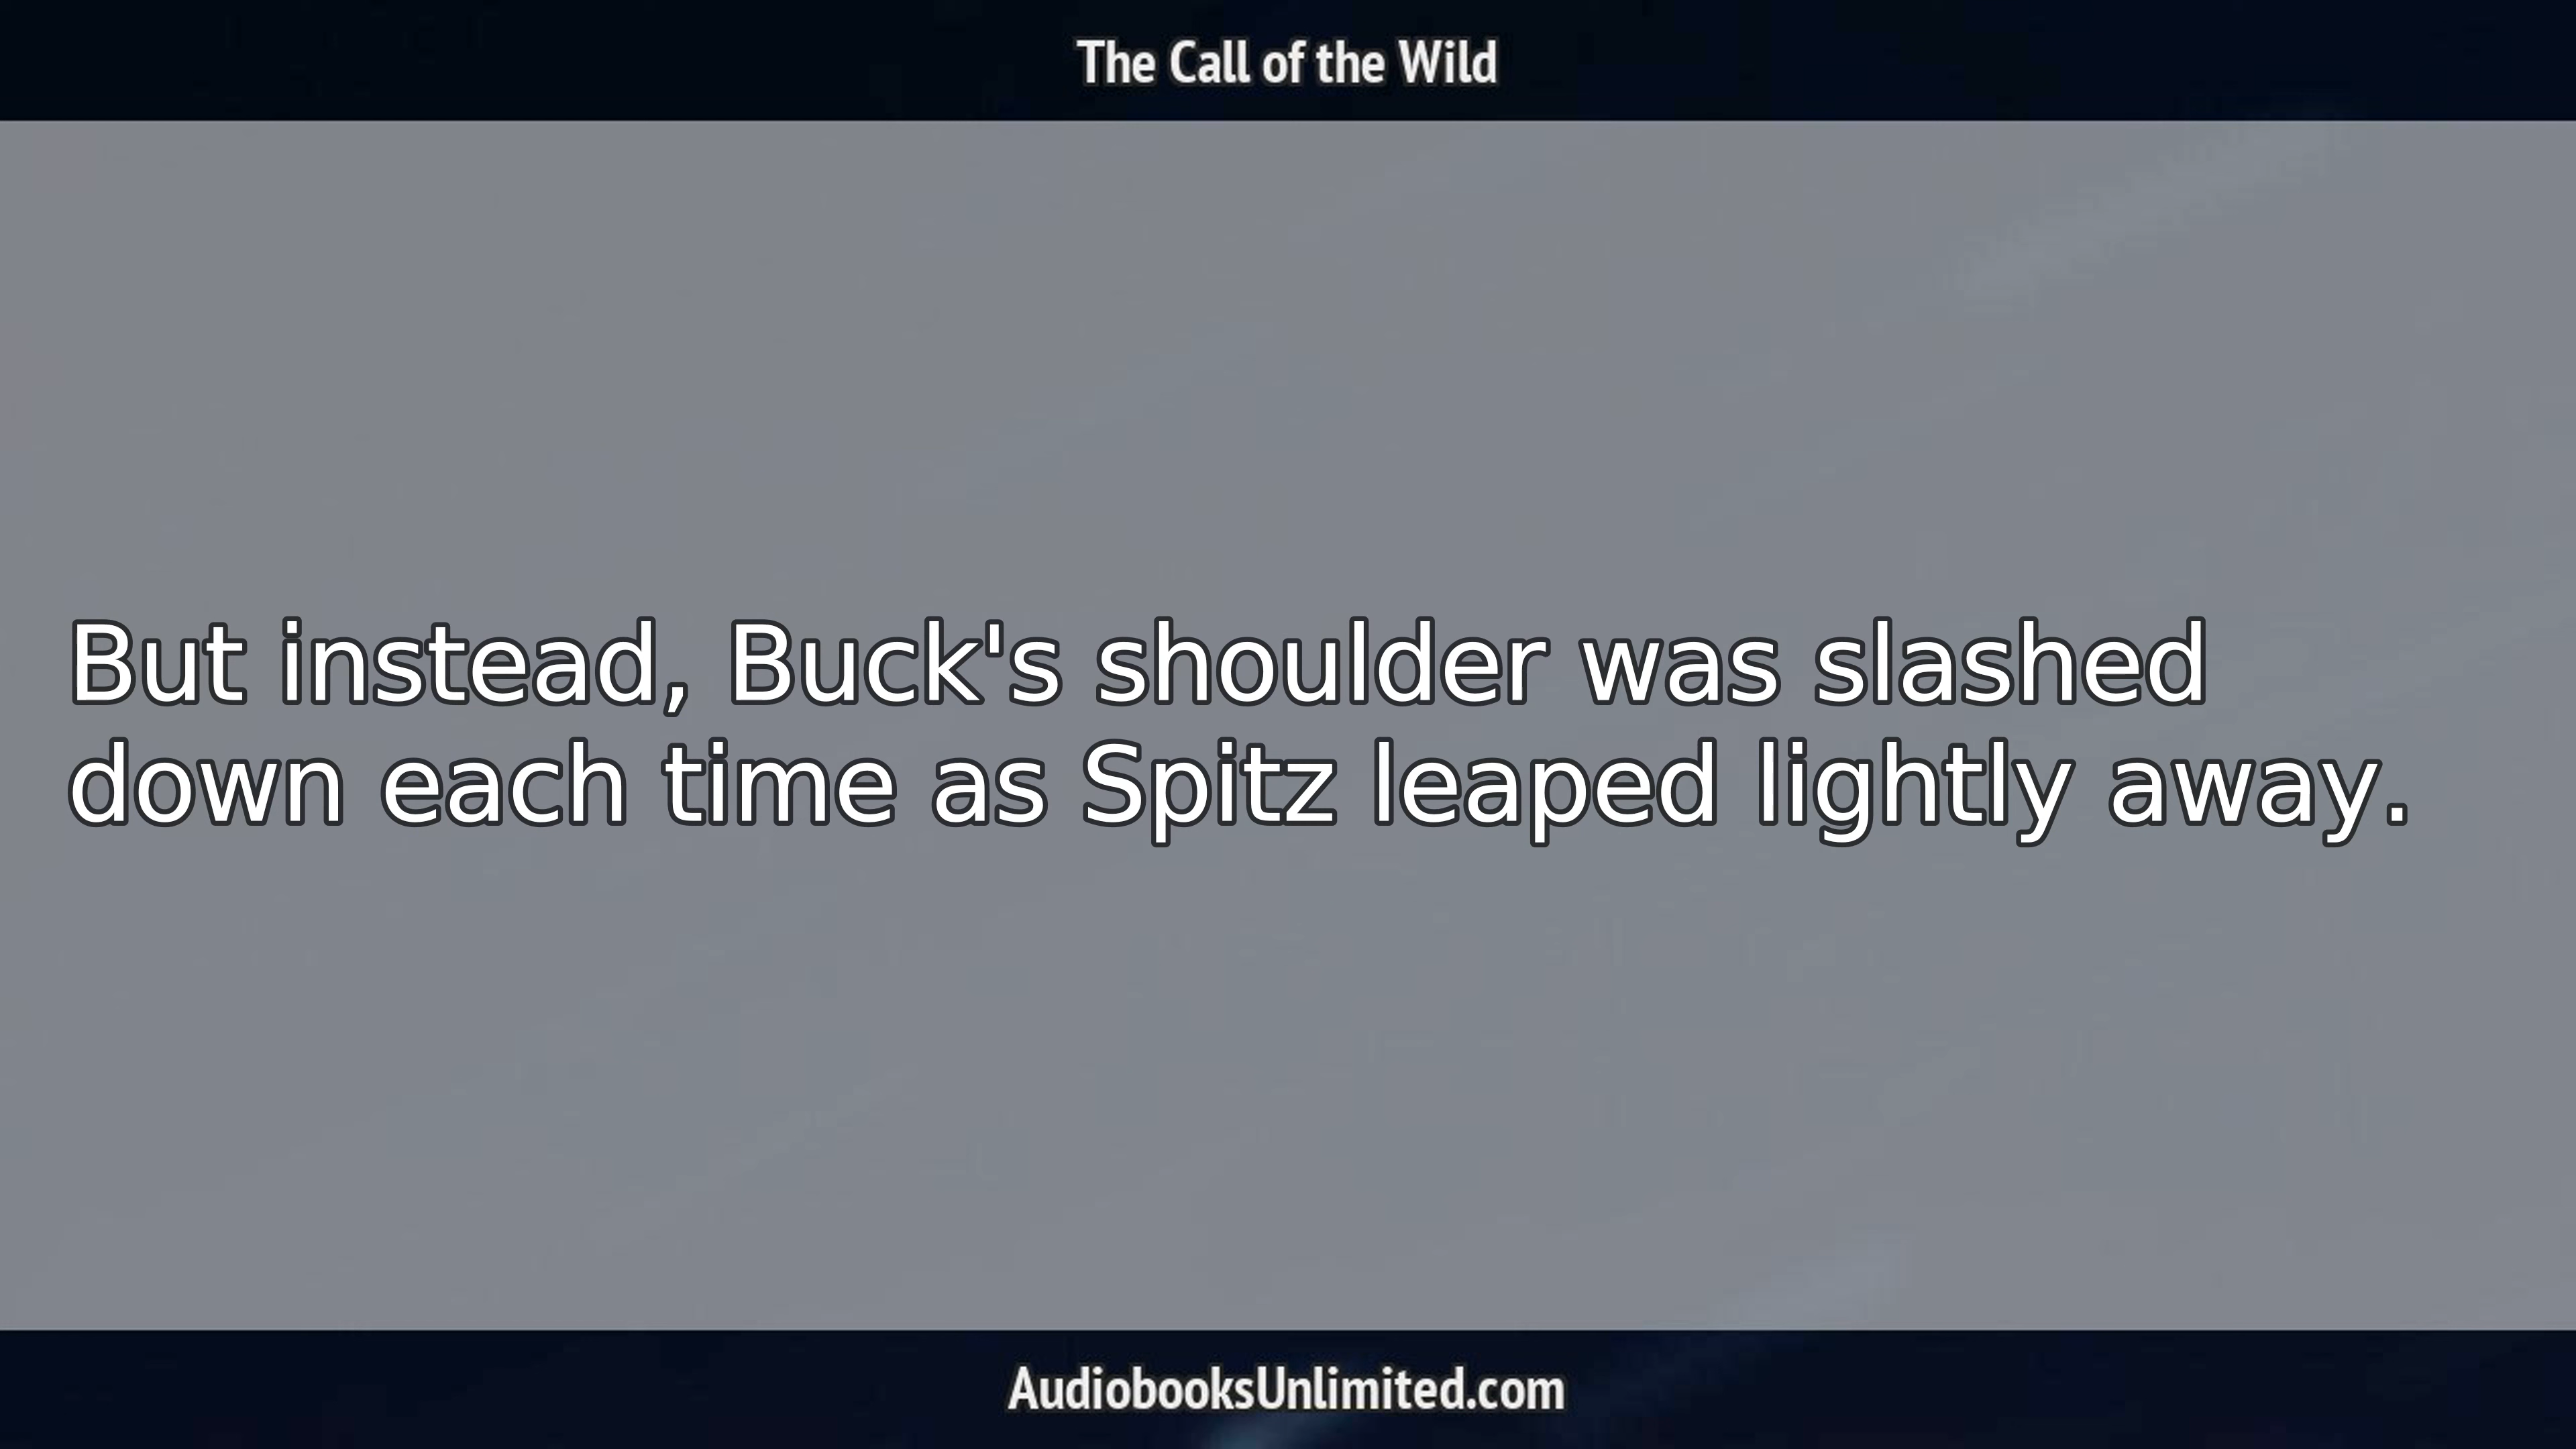 The Call of the Wild
But instead, Buck's shoulder was slashed
down each time as Spitz leaped lightly away.
AudiobooksUnlimited.com